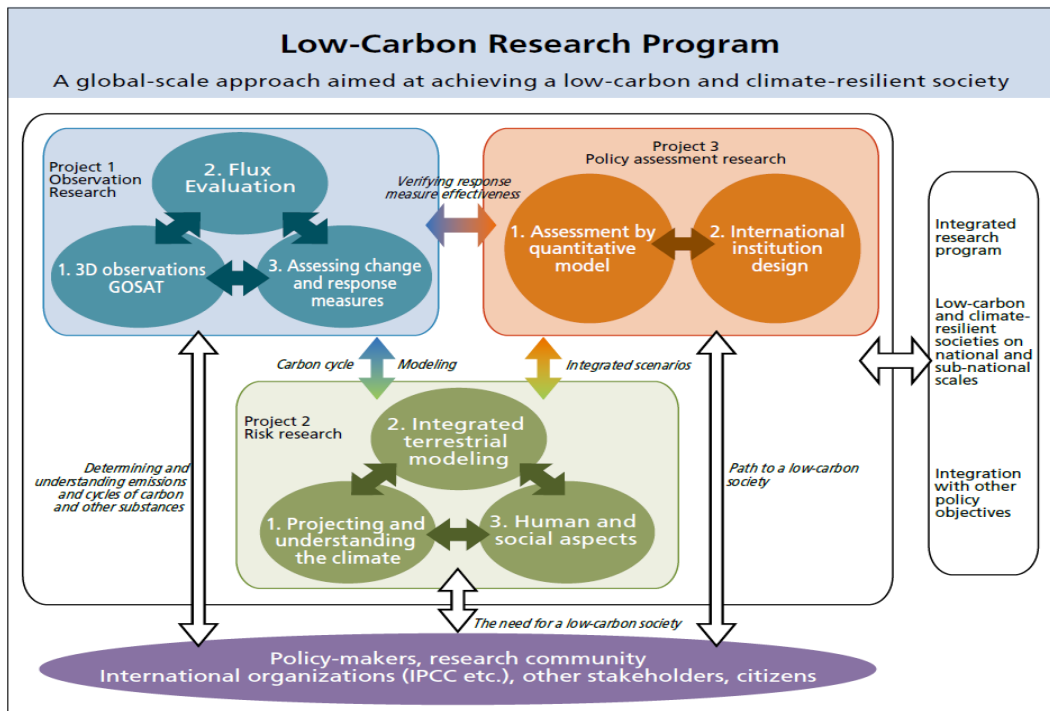 Low-Carbon Research Program
A global-scale approach aimed at achieving a low-carbon and climate-resilient society
Project 1
Observation
Research
2. Flux
Evaluation
1. 3D observations
GOSAT
3. Assessing change
and response
measures
Verifying response
measure effectiveness
Project 3
Policy assessment research
1. Assessment by
quantitative
model
2. International
institution
design
Carbon cycle
Modeling
Integrated scenarios
Project 2
Risk research
2. Integrated
terrestrial
modeling
1. Projecting and
understanding
the climate
3. Human and
social aspects
Determining and
understanding emissions
and cycles of carbon
and other substances
Path to a low-carbon
society
The need for a low-carbon society
Integrated
research
program
Low-carbon
and climate-
resilient
societies on
national and
sub-national
scales
Integration
with other
policy
objectives
Policy-makers, research community
International organizations (IPCC etc.), other stakeholders, citizens